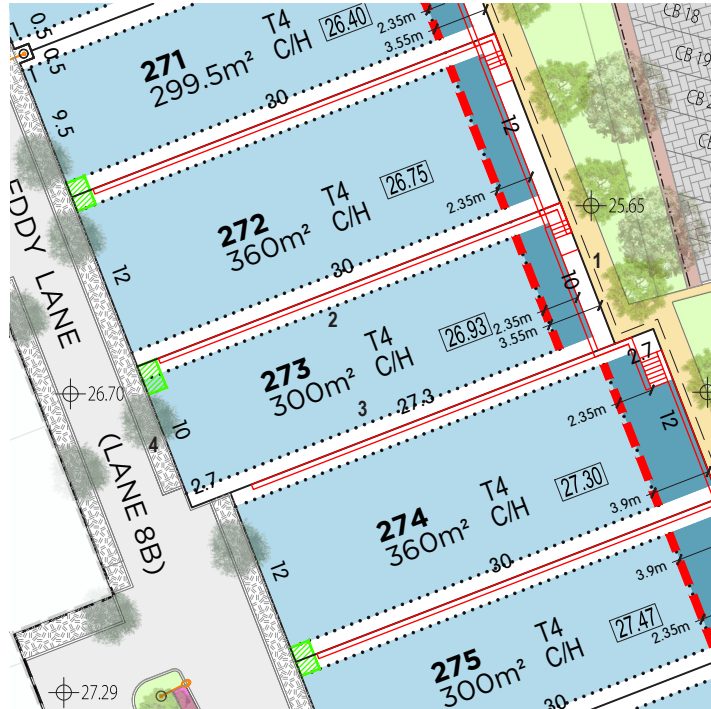 0.5
0.5
1
1
9.5
271
299.5m²
T4
C/H
26.40
2.35m
3.55m
30
CB 18
CB 19
CB 2
12
272
360m²
T4
C/H
26.75
2.35m
25.65
EDDY LANE
12
30
1
10
2
273
300m²
T4
C/H
26.93
2.35m
3.55m
2.7
26.70
(LANE 8B)
10
4
3
27.3
2.7
2.35m
12
274
360m²
T4
C/H
27.30
3.9m
12
30
3.9m
275
300m²
T4
C/H
27.47
2.35m
27.29
30